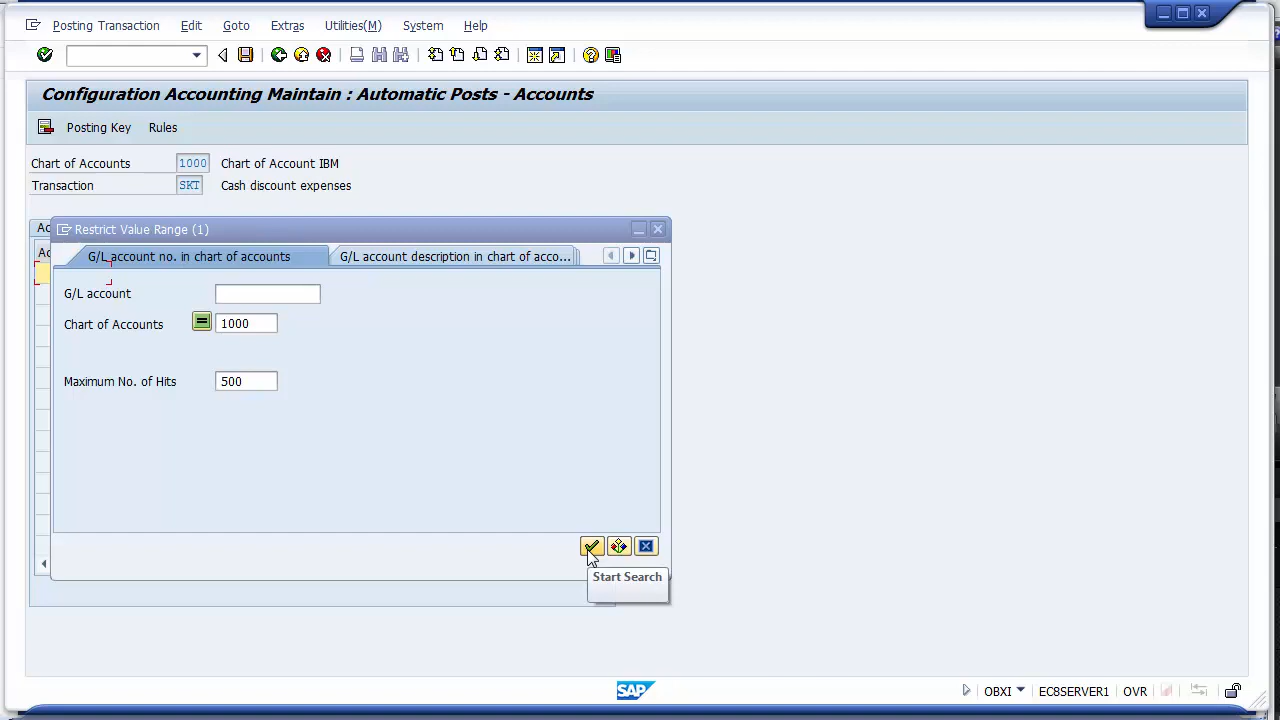 Posting Transaction Edit Goto Extras Utilities(M) System Help
Configuration Accounting Maintain : Automatic Posts - Accounts
Posting Key Rules
Chart of Accounts 1000 Chart of Account IBM
Transaction SKT Cash discount expenses
Ac
Restrict Value Range (1)
Ac
G/L account no. in chart of accounts G/L account description in chart of acco...
G/L account
Chart of Accounts 1000
Maximum No. of Hits 500
Start Search
SAP OBXI ECBSERVER1 OVR